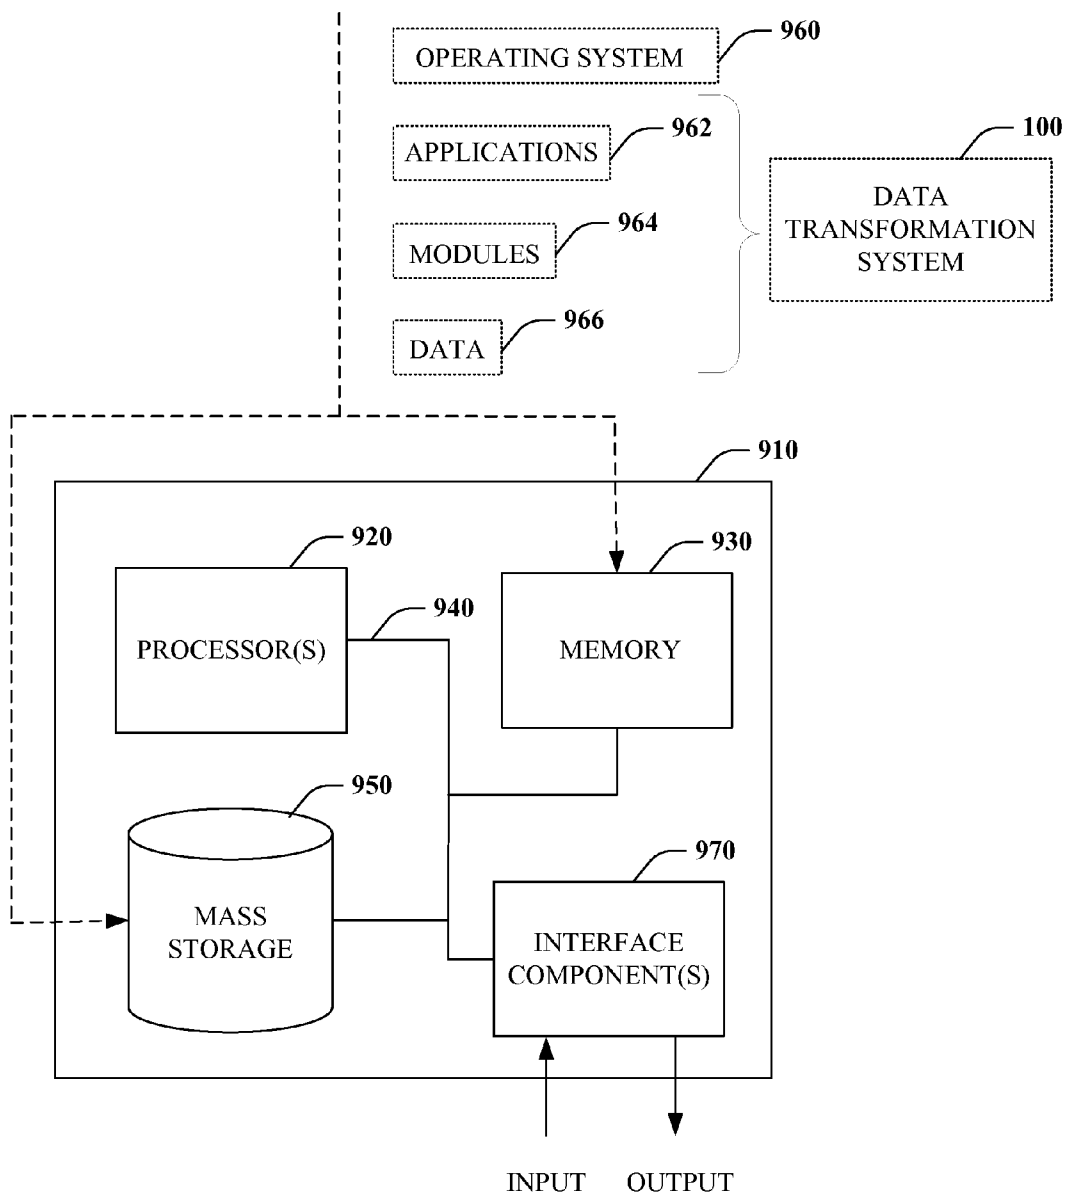 960
OPERATING SYSTEM
962
APPLICATIONS
100
DATA
TRANSFORMATION
SYSTEM
964
MODULES
966
DATA
910
920
930
940
PROCESSOR(S)
MEMORY
950
970
MASS
STORAGE
INTERFACE
COMPONENT(S)
INPUT
OUTPUT